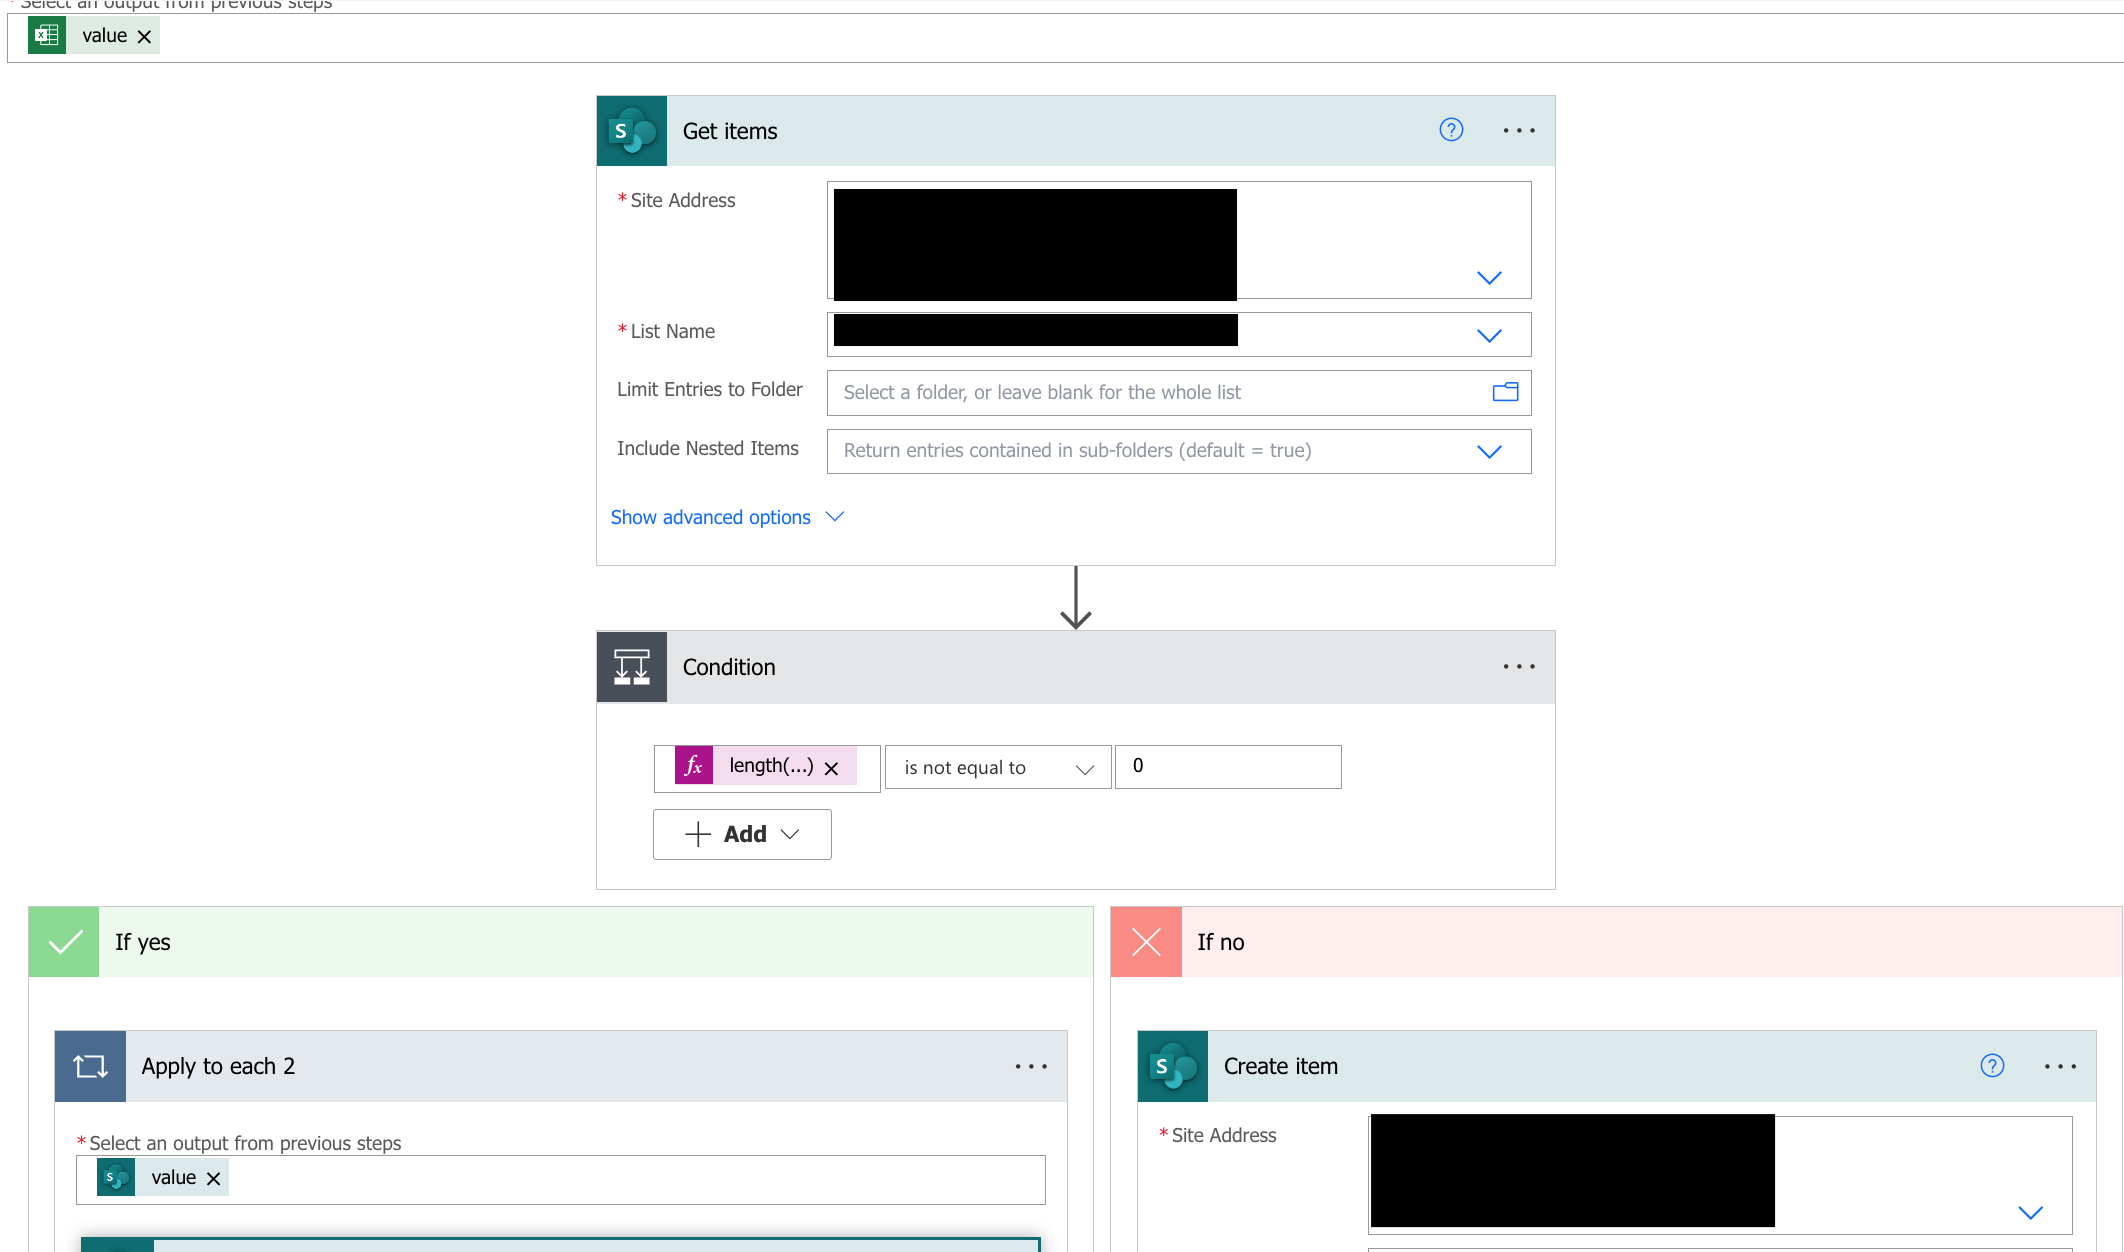 * Select an output from previous steps
value
Get items
* Site Address
* List Name
Limit Entries to Folder
Select a folder, or leave blank for the whole list
Include Nested Items
Return entries contained in sub-folders (default = true)
Show advanced options
Condition
fx length(...)
is not equal to
0
Add
If yes
If no
Apply to each 2
* Select an output from previous steps
value
Create item
* Site Address